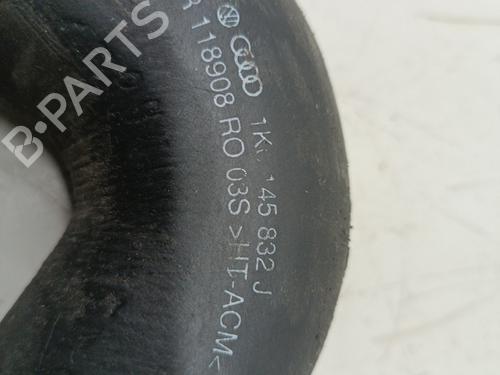 1K 145 832 J
R 118908 RO 03S >HT-ACM<
B-PARTS